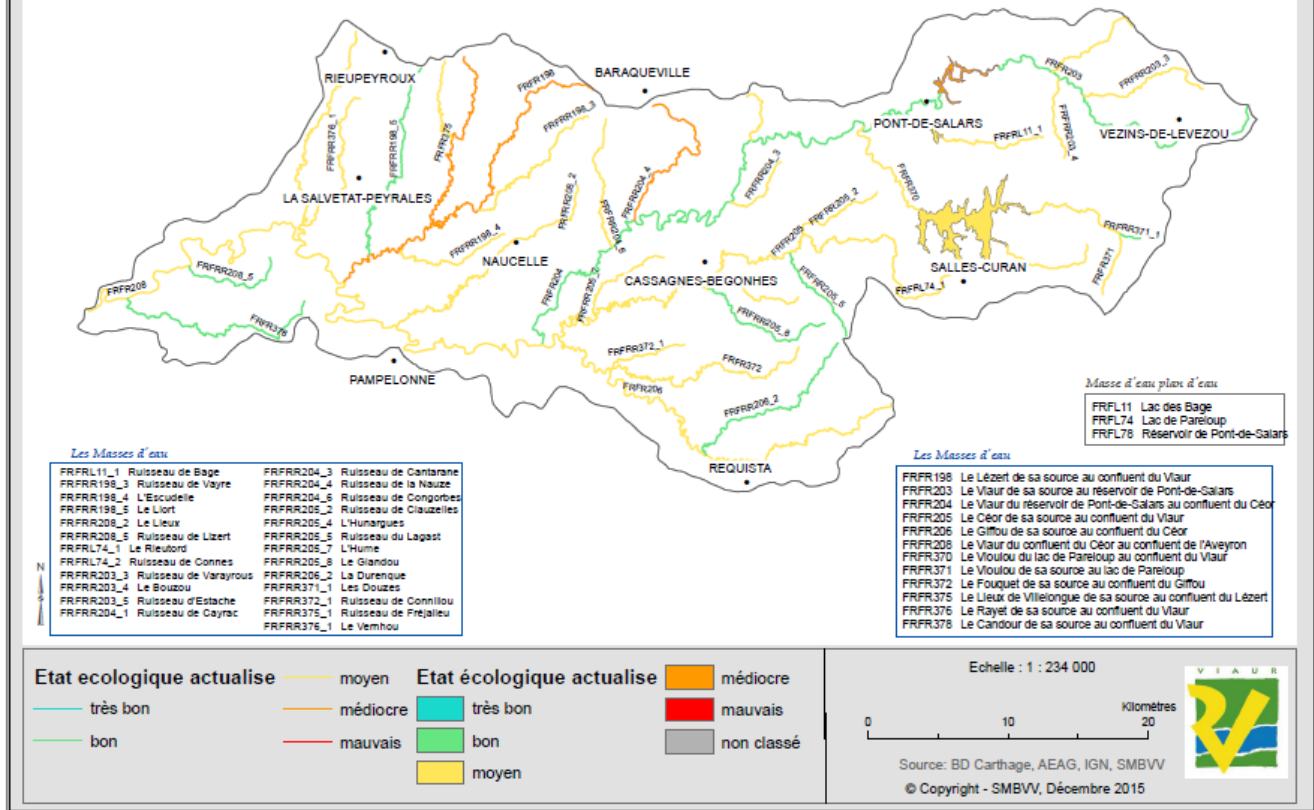 RIEUPEYROUX
BARAQUEVILLE
PONT-DE-SALARS
VEZINS-DE-LEVEZOU
LA SALVETAT-PEYRALES
NAUCELLE
CASSAGNES-BEGONHES
SALLES-CURAN
PAMPELONNE
REQUISTA
FRFR198
FRFRR198_3
FRFRR376_1
FRFRR198_5
FRFR375
FRFRR208_2
FRFRR198_4
FRFRR204_4
FRFRR204_3
FRFR203
FRFRR203_3
FRFRL11_1
FRFRR203_4
FRFR370
FRFRR205_2
FRFR205
FRFRR371_1
FRFR371
FRFRL74_1
FRFRR208_5
FRFR208
FRFR378
FRFR204
FRFRR205_5
FRFRR205_8
FRFRR372_1
FRFR372
FRFR206
FRFRR206_2
Masse d'eau plan d'eau
FRFL11 Lac des Bage
FRFL74 Lac de Pareloup
FRFL78 Réservoir de Pont-de-Salars
Les Masses d'eau
FRFRL11_1 Ruisseau de Bage
FRFRR198_3 Ruisseau de Vayre
FRFRR198_4 L'Escudelle
FRFRR198_5 Le Liort
FRFRR208_2 Le Lieux
FRFRR208_5 Ruisseau de Lizert
FRFRL74_1 Le Rieutord
FRFRL74_2 Ruisseau de Connes
FRFRR203_3 Ruisseau de Varayrous
FRFRR203_4 Le Bouzou
FRFRR203_5 Ruisseau d'Estache
FRFRR204_1 Ruisseau de Cayrac
FRFRR204_3 Ruisseau de Cantarane
FRFRR204_4 Ruisseau de la Nauze
FRFRR204_6 Ruisseau de Congorbes
FRFRR205_2 Ruisseau de Clauzelles
FRFRR205_4 L'Hunargues
FRFRR205_5 Ruisseau du Lagast
FRFRR205_7 L'Hume
FRFRR205_8 Le Glandou
FRFRR206_2 La Durenque
FRFRR371_1 Les Douzes
FRFRR372_1 Ruisseau de Connillou
FRFRR375_1 Ruisseau de Fréjalieu
FRFRR376_1 Le Vernhou
Les Masses d'eau
FRFR198 Le Lézert de sa source au confluent du Viaur
FRFR203 Le Viaur de sa source au réservoir de Pont-de-Salars
FRFR204 Le Viaur du réservoir de Pont-de-Salars au confluent du Céor
FRFR205 Le Céor de sa source au confluent du Viaur
FRFR206 Le Giffou de sa source au confluent du Céor
FRFR208 Le Viaur du confluent du Céor au confluent de l'Aveyron
FRFR370 Le Vioulou du lac de Pareloup au confluent du Viaur
FRFR371 Le Vioulou de sa source au lac de Pareloup
FRFR372 Le Fouquet de sa source au confluent du Giffou
FRFR375 Le Lieux de Villelongue de sa source au confluent du Lézert
FRFR376 Le Rayet de sa source au confluent du Viaur
FRFR378 Le Candour de sa source au confluent du Viaur
N
Etat ecologique actualise
très bon
bon
moyen
médiocre
mauvais
Etat écologique actualise
très bon
bon
moyen
médiocre
mauvais
non classé
Echelle : 1 : 234 000
Kilomètres
0 10 20
Source: BD Carthage, AEAG, IGN, SMBVV
© Copyright - SMBVV, Décembre 2015
VIAUR